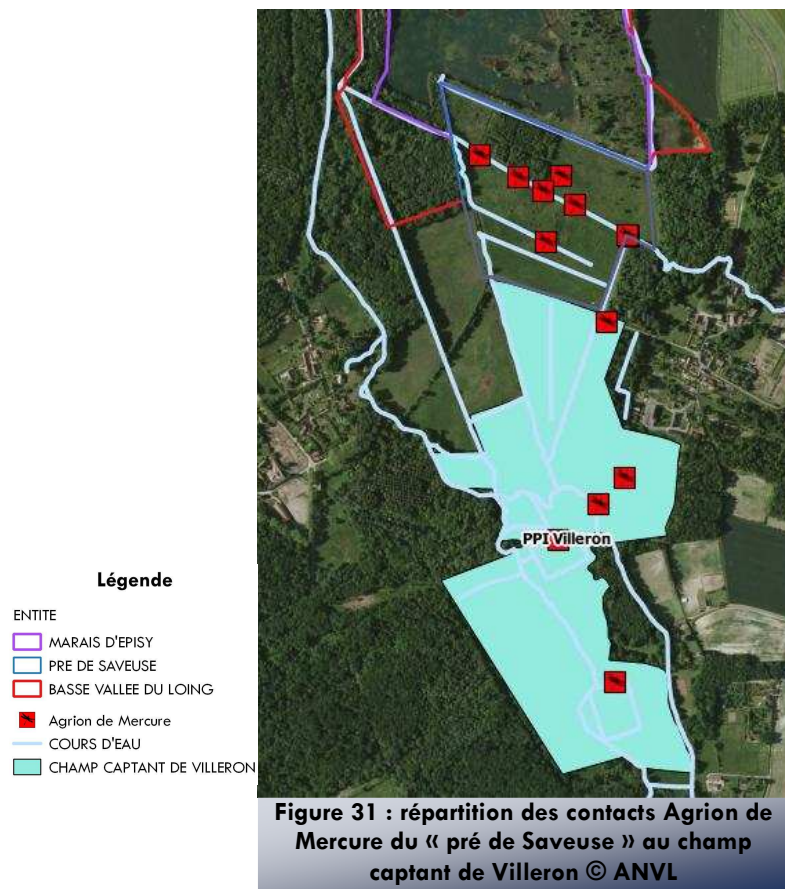 PPI Villeron
Légende
ENTITE
MARAIS D'EPISY
PRE DE SAVEUSE
BASSE VALLEE DU LOING
Agrion de Mercure
COURS D'EAU
CHAMP CAPTANT DE VILLERON
Figure 31 : répartition des contacts Agrion de
Mercure du « pré de Saveuse » au champ
captant de Villeron © ANVL